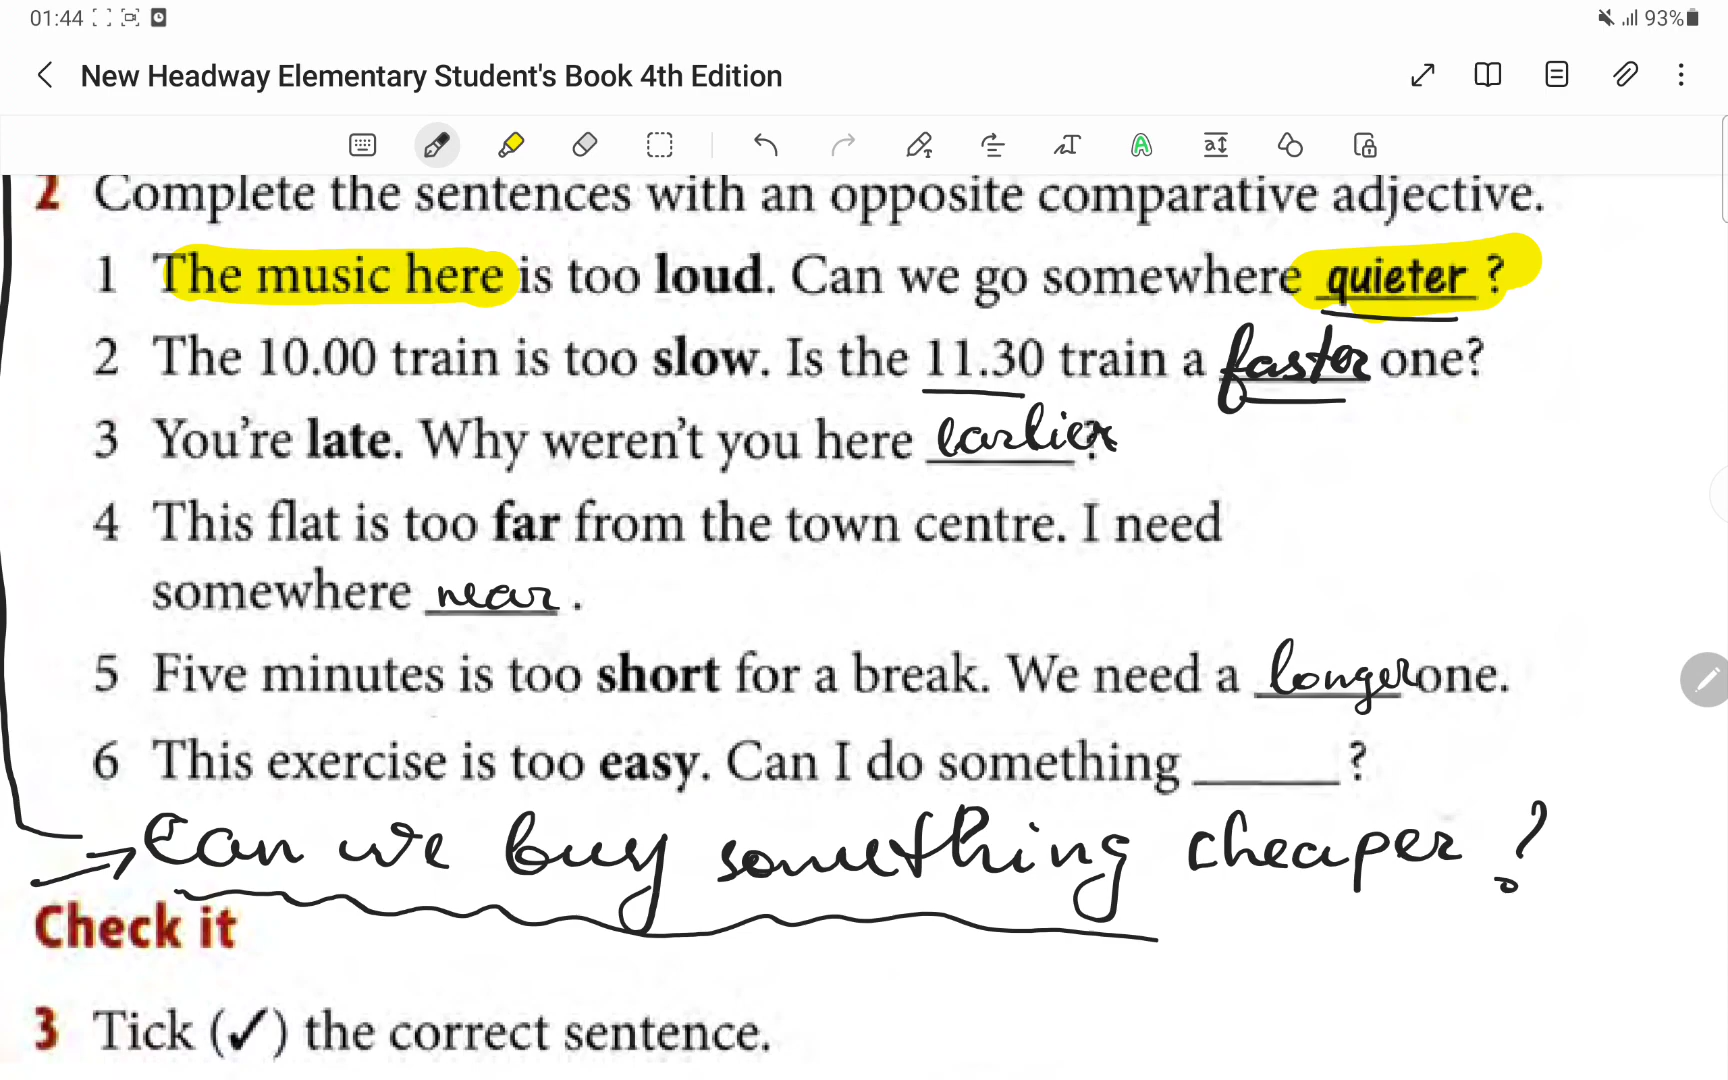 01:44 93%
New Headway Elementary Student's Book 4th Edition
2 Complete the sentences with an opposite comparative adjective.
1 The music here is too loud. Can we go somewhere quieter ?
2 The 10.00 train is too slow. Is the 11.30 train a faster one?
3 You're late. Why weren't you here earlier?
4 This flat is too far from the town centre. I need
somewhere near .
5 Five minutes is too short for a break. We need a longer one.
6 This exercise is too easy. Can I do something ______ ?
→ Can we buy something cheaper ?
Check it
3 Tick (✓) the correct sentence.